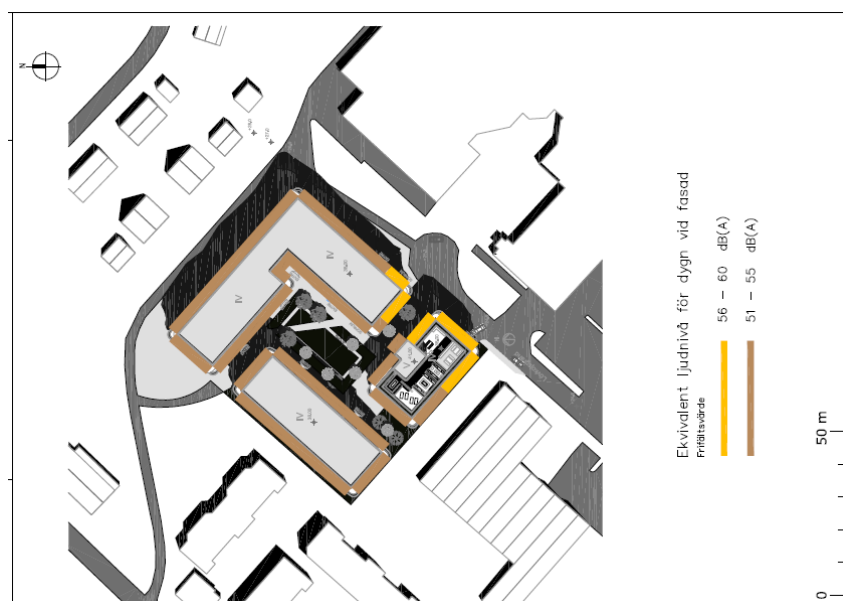 N
IV
IV
IV
V
Ekvivalent ljudnivå för dygn vid fasad
Frifältsvärde
56 – 60 dB(A)
51 – 55 dB(A)
0
50 m